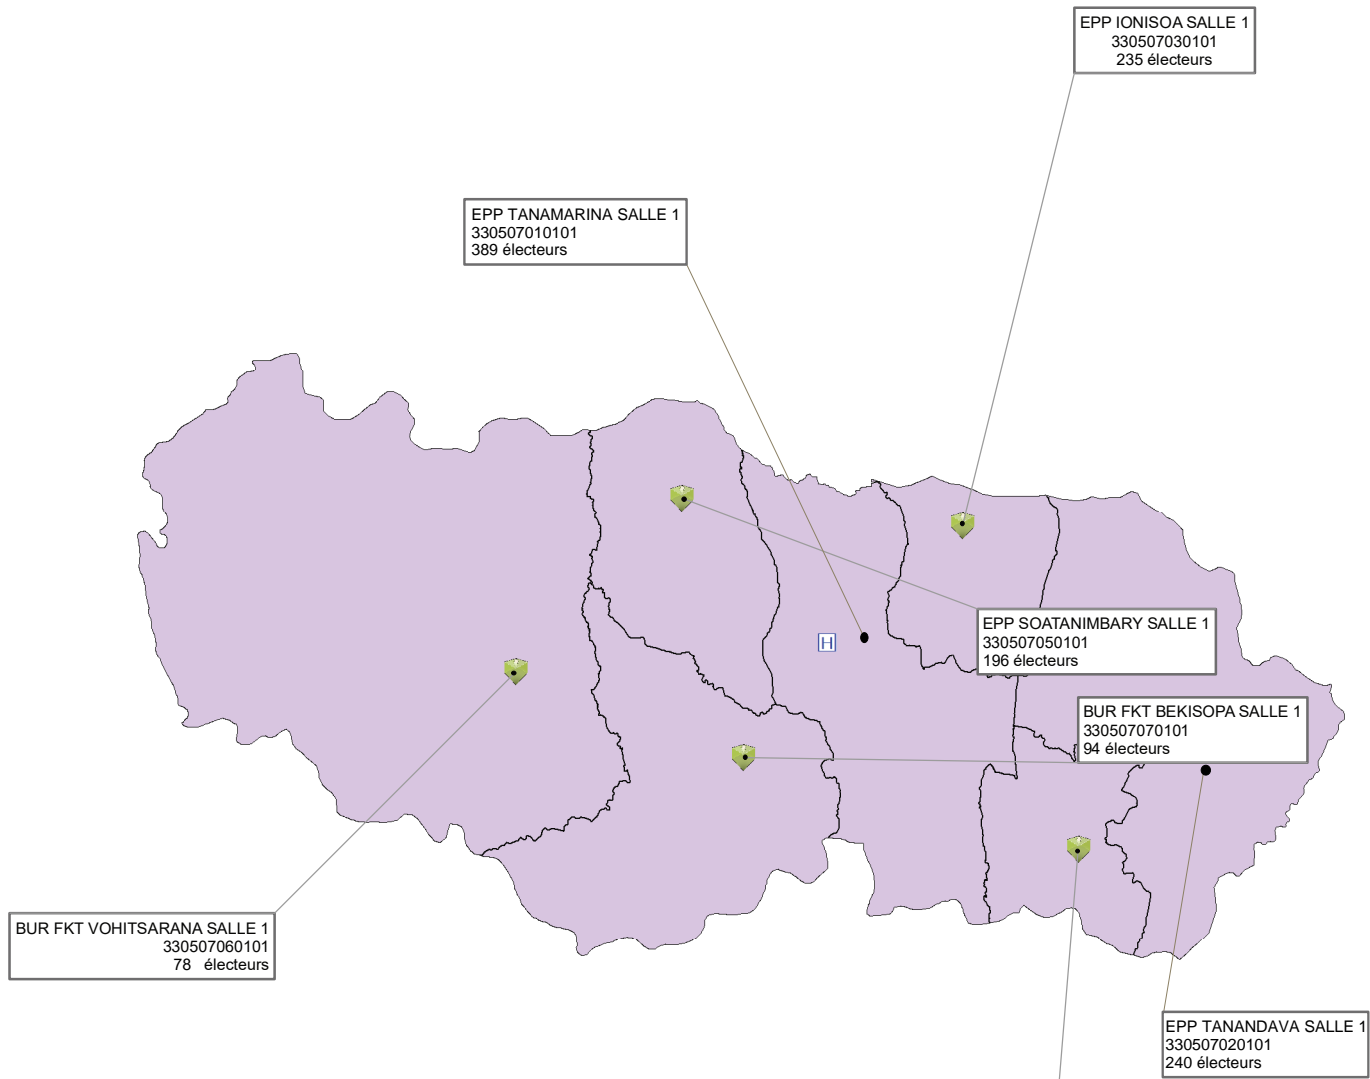 EPP IONISOA SALLE 1
330507030101
235 électeurs
EPP TANAMARINA SALLE 1
330507010101
389 électeurs
H
EPP SOATANIMBARY SALLE 1
330507050101
196 électeurs
BUR FKT BEKISOPA SALLE 1
330507070101
94 électeurs
BUR FKT VOHITSARANA SALLE 1
330507060101
78 électeurs
EPP TANANDAVA SALLE 1
330507020101
240 électeurs